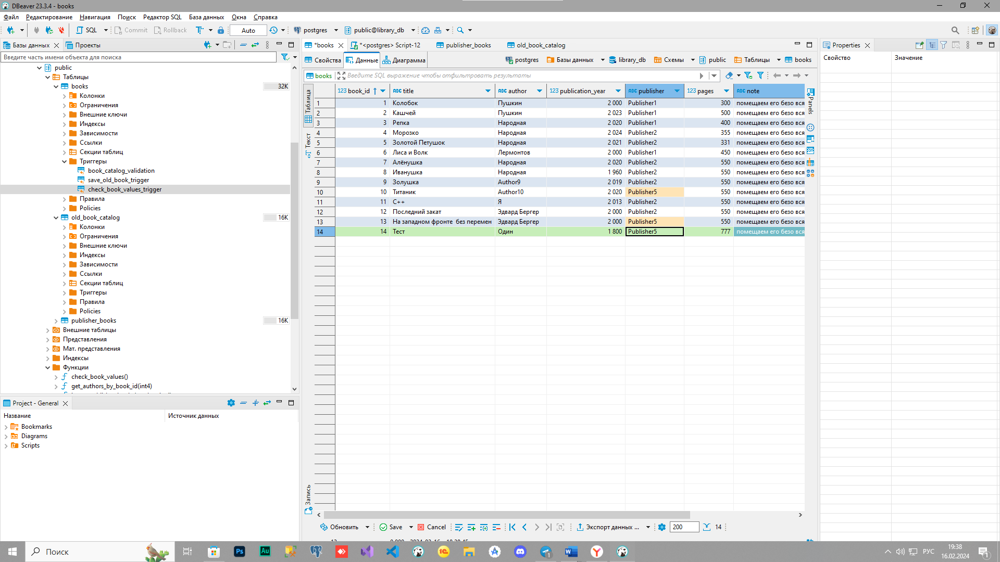 DBeaver 23.3.4 - books
Файл Редактирование Навигация Поиск Редактор SQL База данных Окна Справка
SQL Commit Rollback Auto postgres public@library_db
Базы данных Проекты
Введите часть имени объекта для поиска
public
Таблицы
books 32K
Колонки
Ограничения
Внешние ключи
Индексы
Зависимости
Ссылки
Секции таблиц
Триггеры
book_catalog_validation
save_old_book_trigger
check_book_values_trigger
Правила
Policies
old_book_catalog 16K
Колонки
Ограничения
Внешние ключи
Индексы
Зависимости
Ссылки
Секции таблиц
Триггеры
Правила
Policies
publisher_books 16K
Внешние таблицы
Представления
Мат. представления
Индексы
Функции
check_book_values()
get_authors_by_book_id(int4)
Project - General
Название Источник данных
Bookmarks
Diagrams
Scripts
*books *<postgres> Script-12 publisher_books old_book_catalog
Свойства Данные Диаграмма postgres Базы данных library_db Схемы public Таблицы books
books Введите SQL выражение чтобы отфильтровать результаты
Таблица
Текст
Запись
Panels
123 book_id ABC title ABC author 123 publication_year ABC publisher 123 pages ABC note
1 1 Колобок Пушкин 2 000 Publisher1 300 помещаем его безо вся
2 2 Кашчей Пушкин 2 023 Publisher1 500 помещаем его безо вся
3 3 Репка Народная 2 020 Publisher1 400 помещаем его безо вся
4 4 Морозко Народная 2 024 Publisher2 355 помещаем его безо вся
5 5 Золотой Петушок Народная 2 021 Publisher2 331 помещаем его безо вся
6 6 Лиса и Волк Лермонтов 2 000 Publisher1 450 помещаем его безо вся
7 7 Алёнушка Народная 2 020 Publisher2 550 помещаем его безо вся
8 8 Иванушка Народная 1 960 Publisher2 550 помещаем его безо вся
9 9 Золушка Author9 2 019 Publisher2 550 помещаем его безо вся
10 10 Титаник Author10 2 020 Publisher5 550 помещаем его безо вся
11 11 С++ Я 2 013 Publisher2 550 помещаем его безо вся
12 12 Последний закат Эдвард Бергер 2 000 Publisher2 550 помещаем его безо вся
13 13 На западном фронте без перемен Эдвард Бергер 2 000 Publisher5 550 помещаем его безо вся
14 14 Тест Один 1 800 Publisher5 777 помещаем его безо вся
Обновить Save Cancel Экспорт данных ... 200 14
Properties
Свойство Значение
Поиск
Ps Au 1С 1 W Y
РУС 19:38
16.02.2024
1